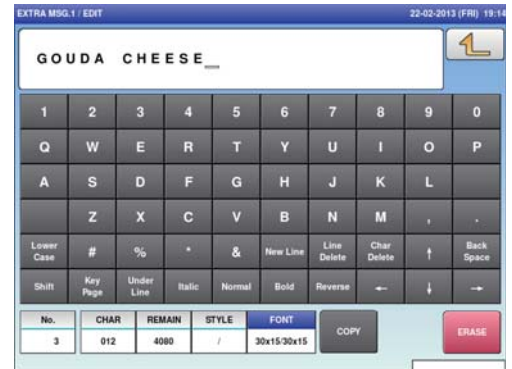 EXTRA MSG.1 / EDIT 22-02-2013 (FRI) 19:14
GOUDA CHEESE_
1 2 3 4 5 6 7 8 9 0
Q W E R T Y U I O P
A S D F G H J K L
Z X C V B N M , .
Lower Case # % * & New Line Line Delete Char Delete ↑ Back Space
Shift Key Page Under Line Italic Normal Bold Reverse ← ↓ →
No. CHAR REMAIN STYLE FONT COPY ERASE
3 012 4080 / 30x15/30x15